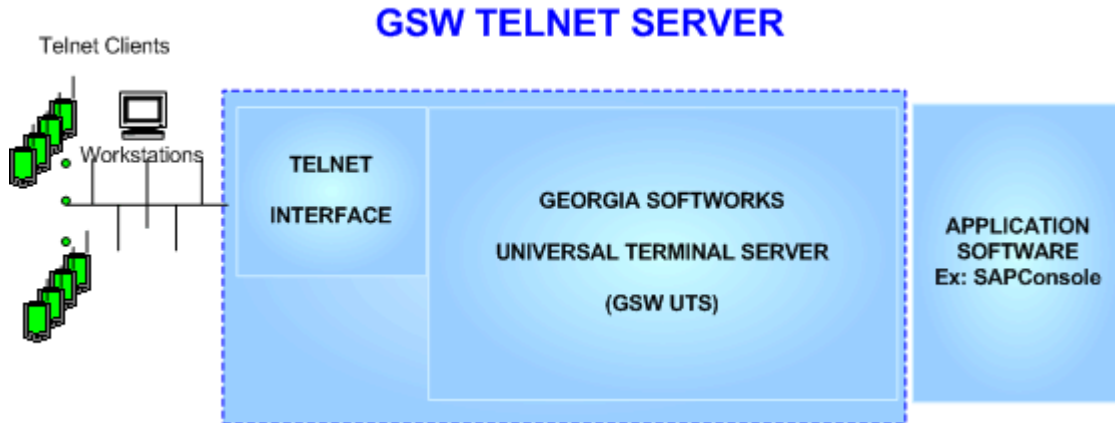 GSW TELNET SERVER
Telnet Clients
Workstations
TELNET
INTERFACE
GEORGIA SOFTWORKS
UNIVERSAL TERMINAL SERVER
(GSW UTS)
APPLICATION
SOFTWARE
Ex: SAPConsole